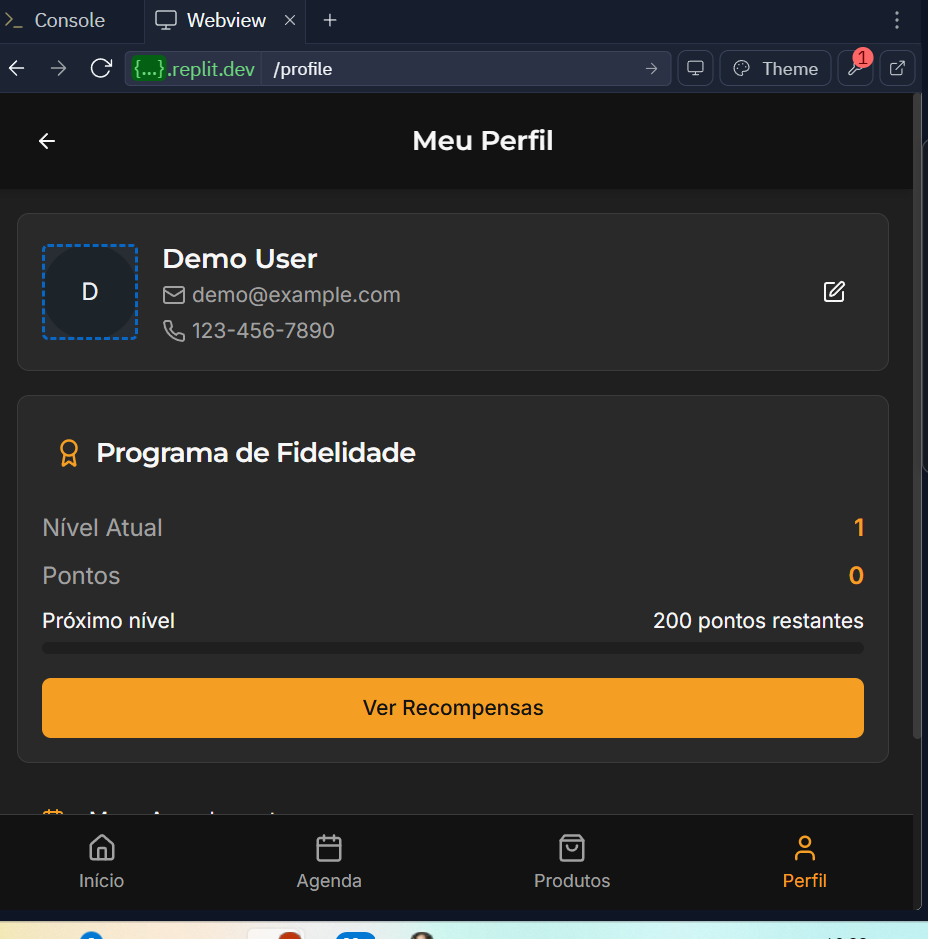 Console
Webview
{...}.replit.dev /profile
Theme
1
Meu Perfil
D
Demo User
demo@example.com
123-456-7890
Programa de Fidelidade
Nível Atual 1
Pontos 0
Próximo nível 200 pontos restantes
Ver Recompensas
Início Agenda Produtos Perfil